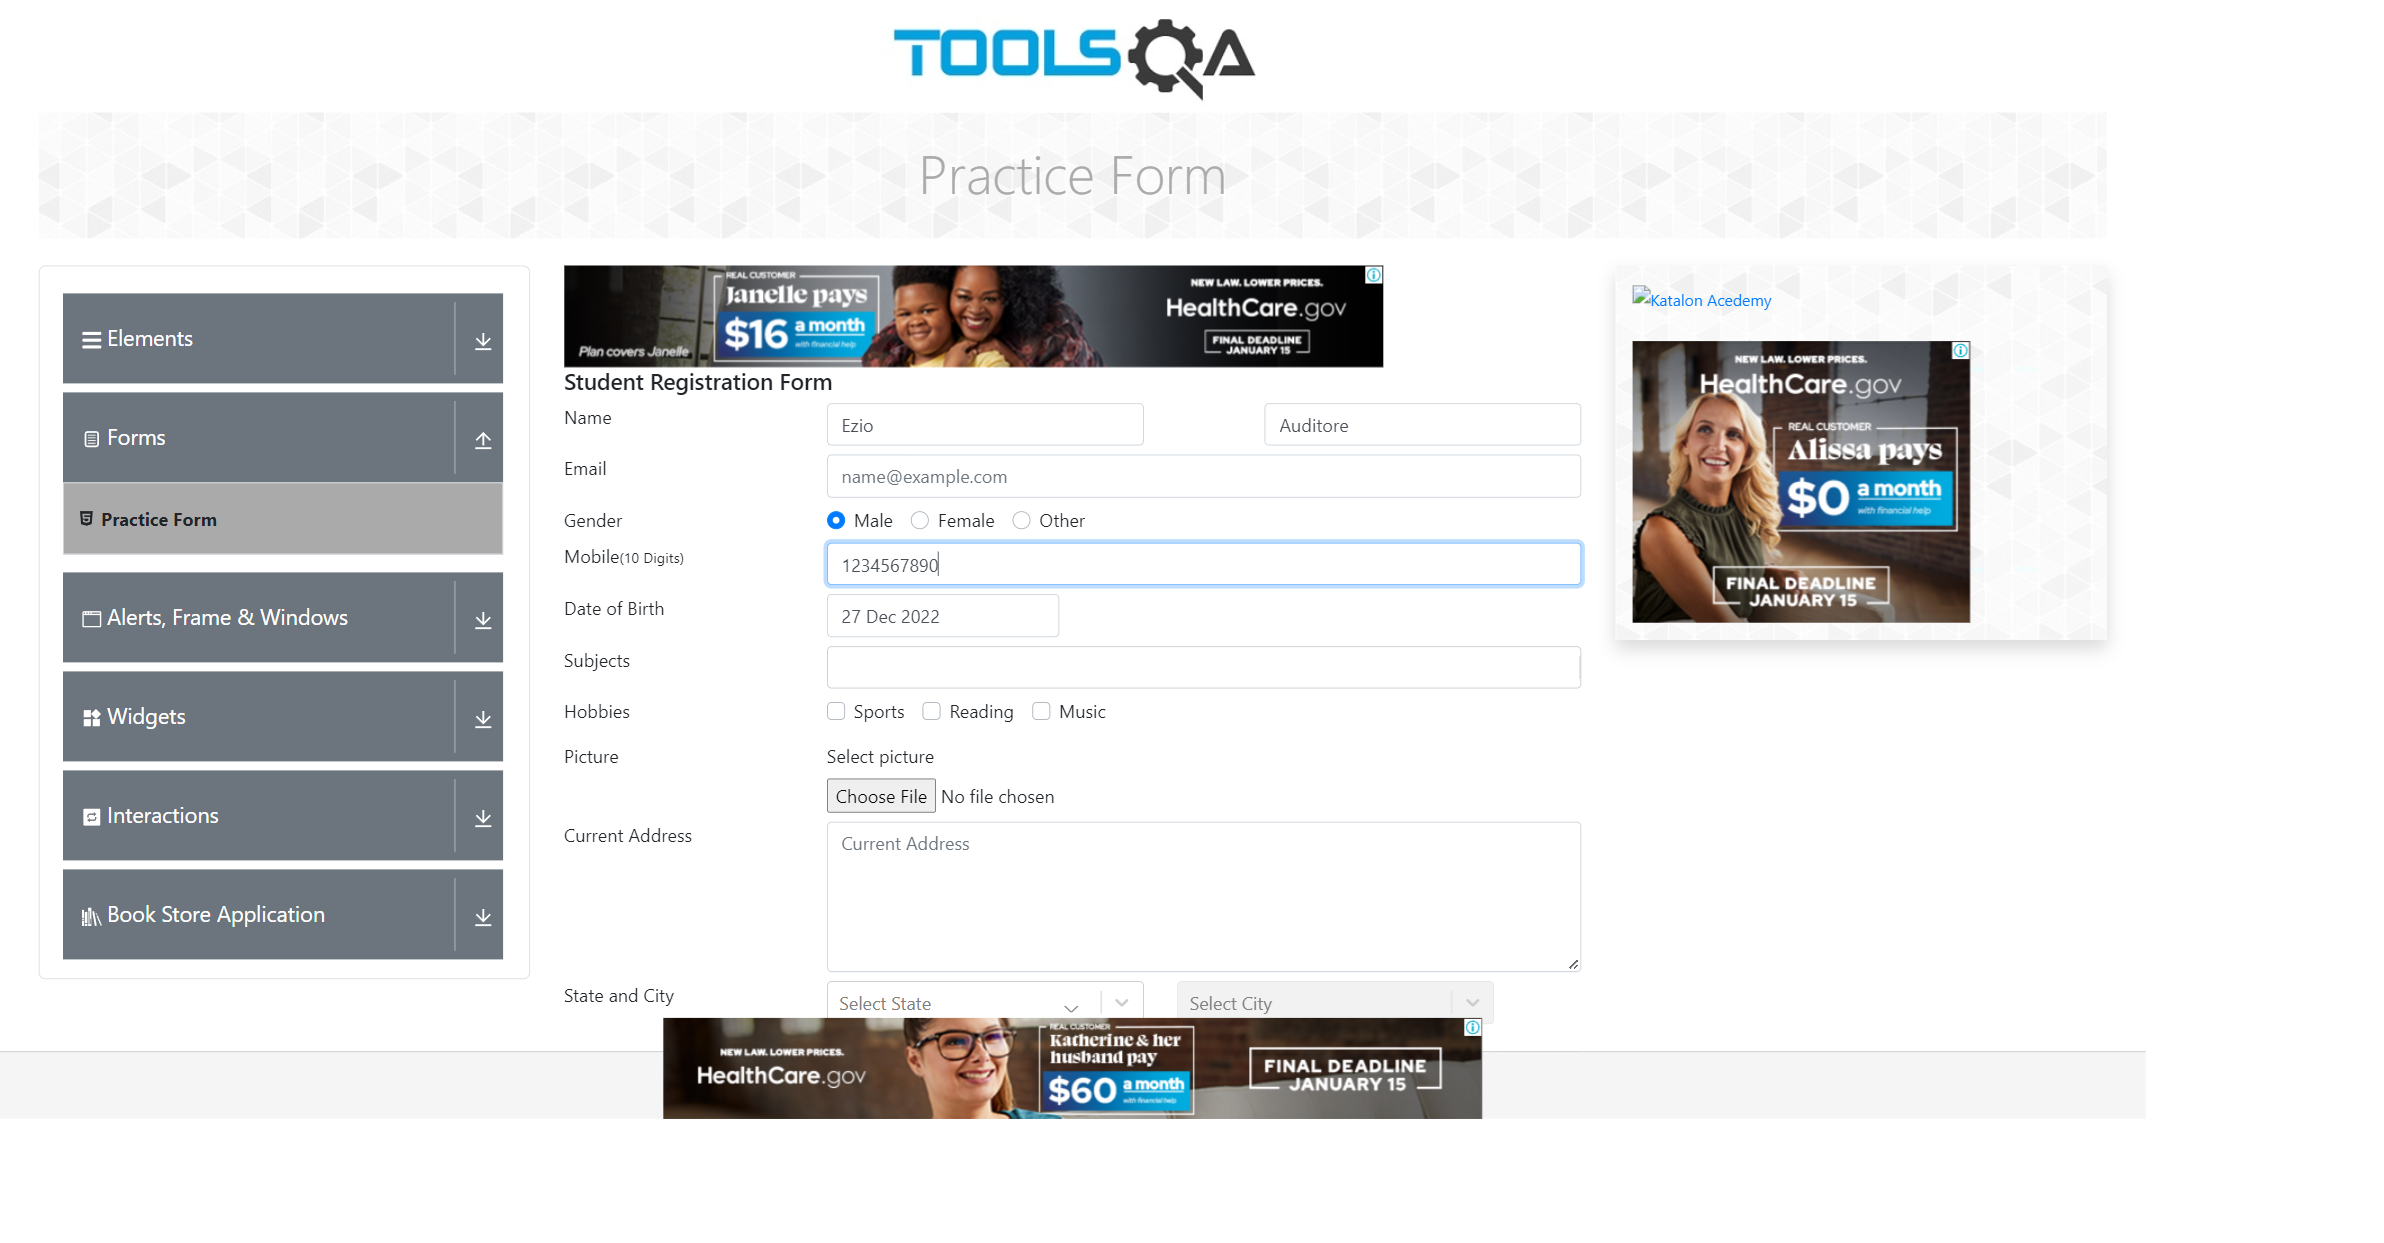 TOOLSQA
Practice Form
Elements
Forms
Practice Form
Alerts, Frame & Windows
Widgets
Interactions
Book Store Application
REAL CUSTOMER
Janelle pays
$16 a month
with financial help
Plan covers Janelle
NEW LAW. LOWER PRICES.
HealthCare.gov
FINAL DEADLINE
JANUARY 15
Student Registration Form
Name Ezio Auditore
Email name@example.com
Gender Male Female Other
Mobile(10 Digits) 1234567890
Date of Birth 27 Dec 2022
Subjects
Hobbies Sports Reading Music
Picture Select picture
Choose File No file chosen
Current Address Current Address
State and City Select State Select City
Katalon Acedemy
NEW LAW. LOWER PRICES.
HealthCare.gov
REAL CUSTOMER
Alissa pays
$0 a month
with financial help
FINAL DEADLINE
JANUARY 15
NEW LAW. LOWER PRICES.
HealthCare.gov
REAL CUSTOMER
Katherine & her
husband pay
$60 a month
with financial help
FINAL DEADLINE
JANUARY 15